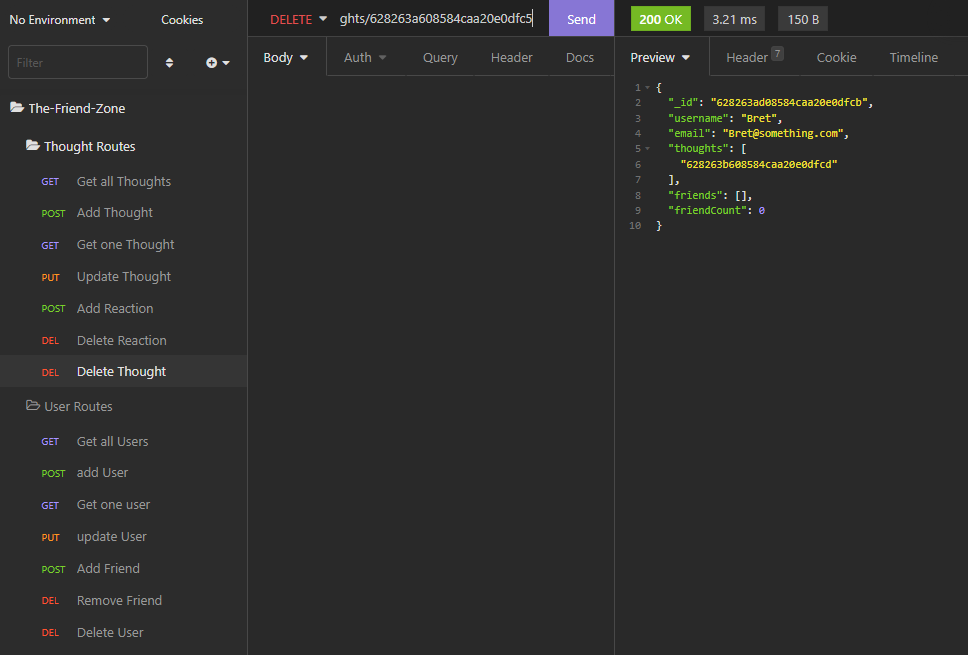 No Environment
Cookies
Filter
The-Friend-Zone
Thought Routes
GET Get all Thoughts
POST Add Thought
GET Get one Thought
PUT Update Thought
POST Add Reaction
DEL Delete Reaction
DEL Delete Thought
User Routes
GET Get all Users
POST add User
GET Get one user
PUT update User
POST Add Friend
DEL Remove Friend
DEL Delete User
DELETE ghts/628263a608584caa20e0dfc5 Send
Body Auth Query Header Docs
200 OK 3.21 ms 150 B
Preview Header 7 Cookie Timeline
1 {
2 "_id": "628263ad08584caa20e0dfcb",
3 "username": "Bret",
4 "email": "Bret@something.com",
5 "thoughts": [
6 "628263b608584caa20e0dfcd"
7 ],
8 "friends": [],
9 "friendCount": 0
10 }